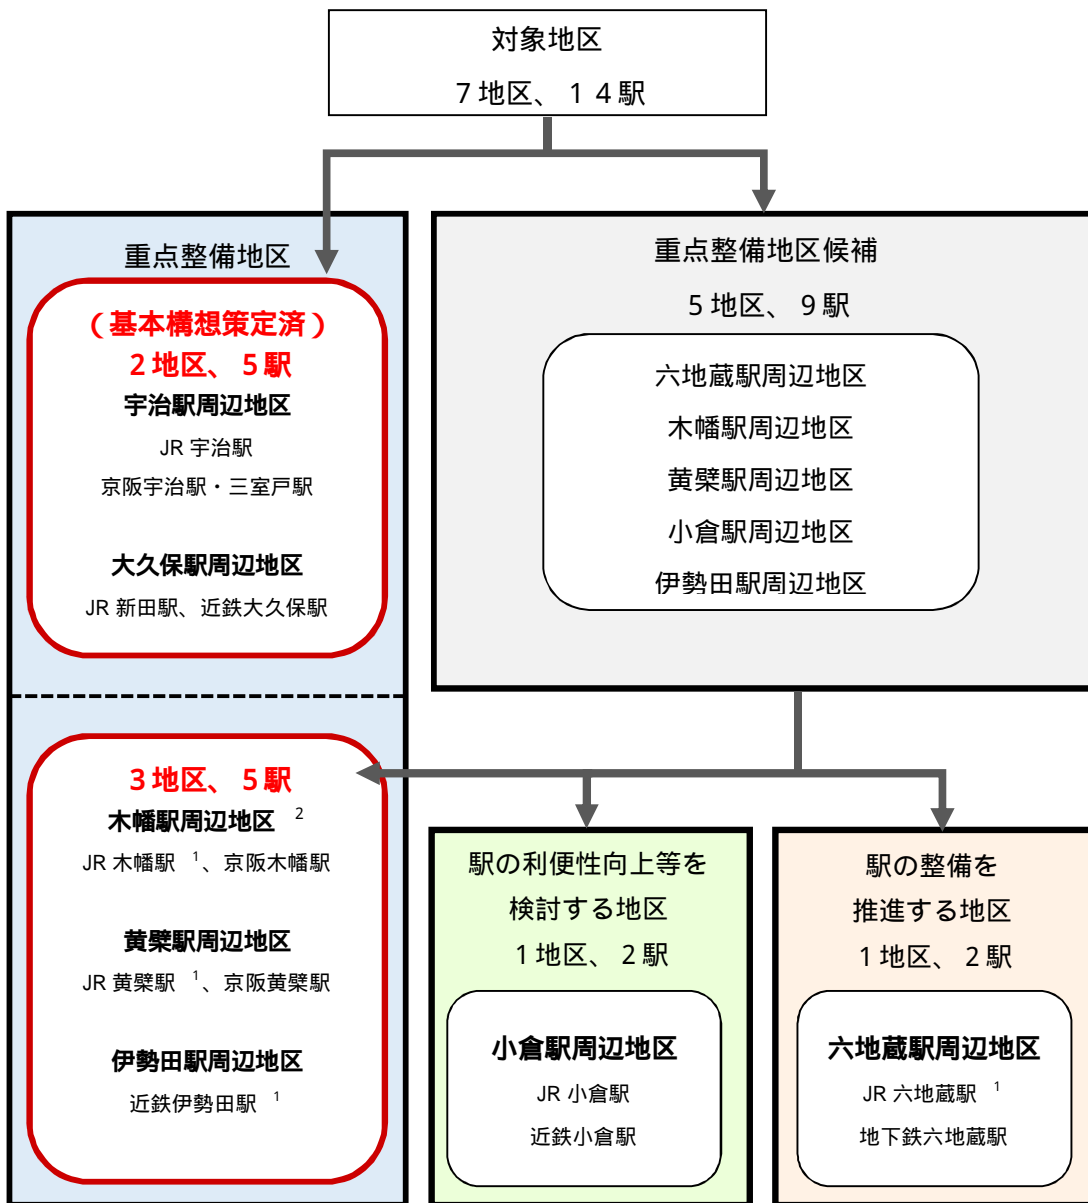 対象地区
7地区、14駅
重点整備地区
(基本構想策定済)
2地区、5駅
宇治駅周辺地区
JR 宇治駅
京阪宇治駅・三室戸駅
大久保駅周辺地区
JR 新田駅、近鉄大久保駅
重点整備地区候補
5地区、9駅
六地蔵駅周辺地区
木幡駅周辺地区
黄檗駅周辺地区
小倉駅周辺地区
伊勢田駅周辺地区
3地区、5駅
木幡駅周辺地区 2
JR 木幡駅 1、京阪木幡駅
黄檗駅周辺地区
JR 黄檗駅 1、京阪黄檗駅
伊勢田駅周辺地区
近鉄伊勢田駅 1
駅の利便性向上等を
検討する地区
1地区、2駅
小倉駅周辺地区
JR 小倉駅
近鉄小倉駅
駅の整備を
推進する地区
1地区、2駅
六地蔵駅周辺地区
JR 六地蔵駅 1
地下鉄六地蔵駅